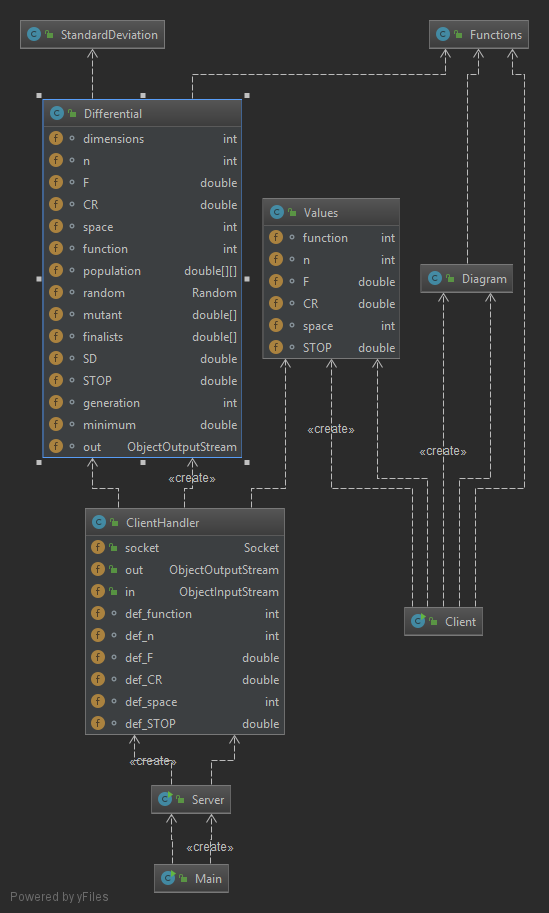 StandardDeviation
Functions
Differential
dimensions int
n int
F double
CR double
space int
function int
population double[][]
random Random
mutant double[]
finalists double[]
SD double
STOP double
generation int
minimum double
out ObjectOutputStream
Values
function int
n int
F double
CR double
space int
STOP double
Diagram
«create»
«create»
«create»
ClientHandler
socket Socket
out ObjectOutputStream
in ObjectInputStream
def_function int
def_n int
def_F double
def_CR double
def_space int
def_STOP double
Client
«create»
Server
«create»
Main
Powered by yFiles